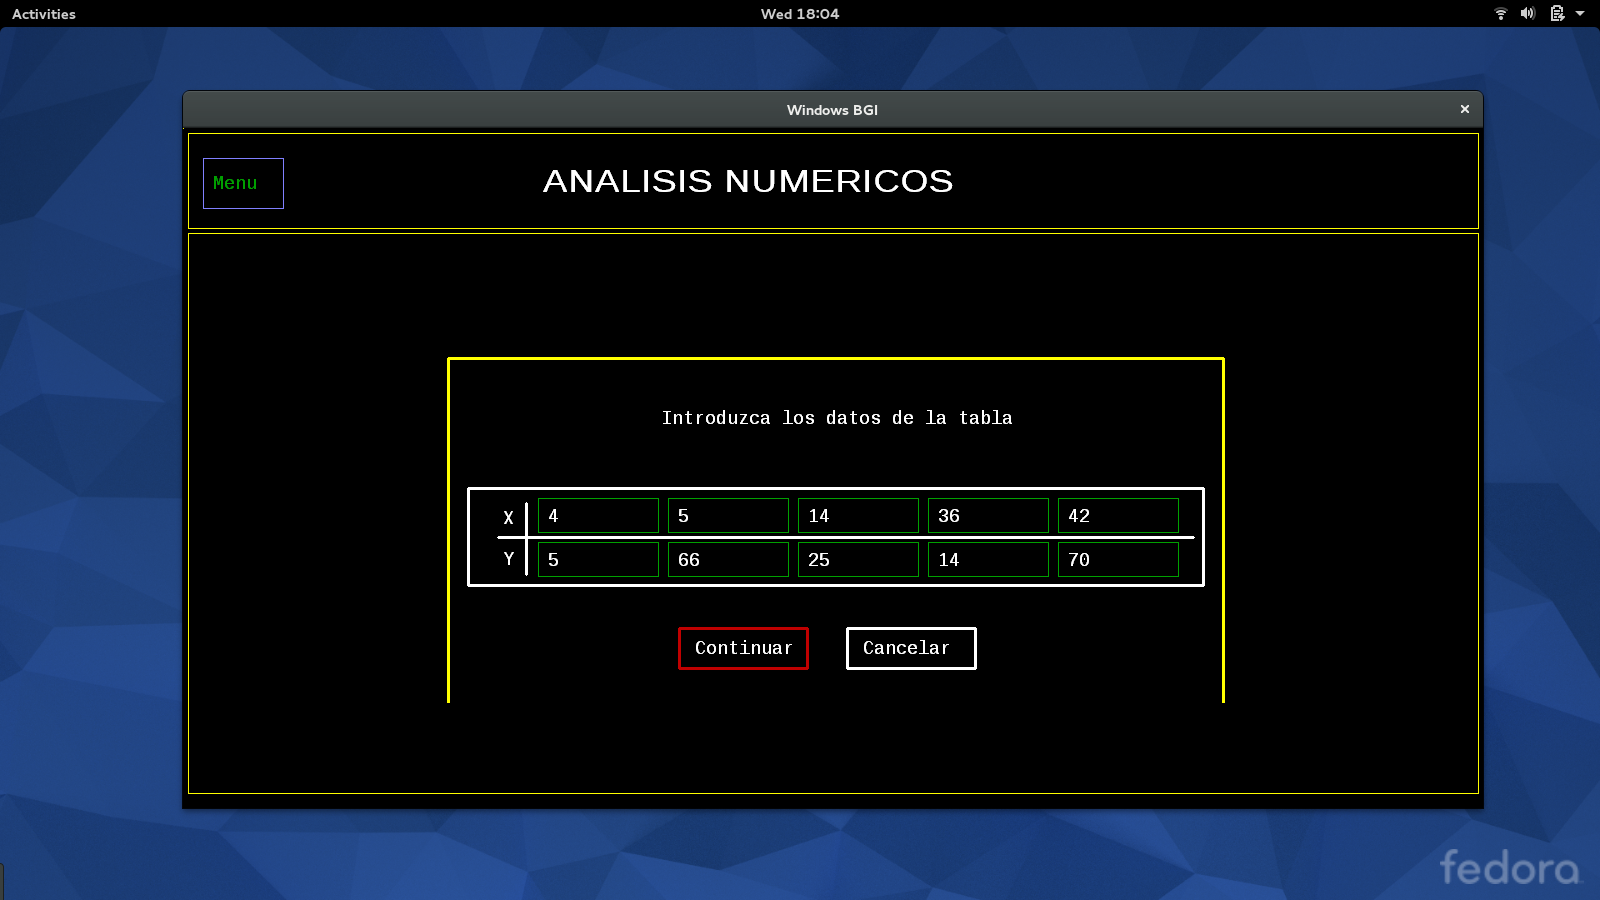 Activities
Wed 18:04
Windows BGI
×
Menu
ANALISIS NUMERICOS
Introduzca los datos de la tabla
X 4 5 14 36 42
Y 5 66 25 14 70
Continuar Cancelar
fedora